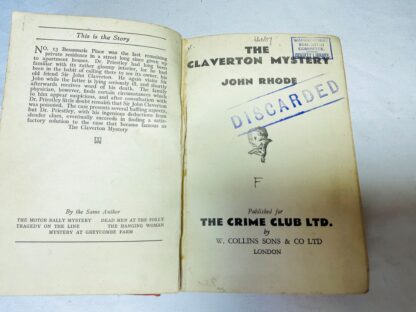 This is the Story
NO. 13 Beaumaris Place was the last remaining
private residence in a street long since given up
to apartment houses. Dr. Priestley had long been
familiar with its rather gloomy interior, for he had
been in the habit of calling there to see its owner, his
old friend Sir John Claverton. He again visits Sir
John while the latter is lying seriously ill, and shortly
afterwards receives word of his death. The family
physician, however, finds certain circumstances which
to him appear suspicious, and after consultation with
Dr. Priestley little doubt remains that Sir John Claverton
was poisoned. The case presents several baffling aspects,
but Dr. Priestley, with his ingenious deductions from
slender clues, eventually succeeds in finding a satis-
factory solution to the case that became famous as
The Claverton Mystery
By the Same Author
THE MOTOR RALLY MYSTERY DEAD MEN AT THE FOLLY
TRAGEDY ON THE LINE THE HANGING WOMAN
MYSTERY AT GREYCOMBE FARM
THE
CLAVERTON MYSTERY
JOHN RHODE
DISCARDED
F
Published for
THE CRIME CLUB LTD.
by
W. COLLINS SONS & CO LTD
LONDON